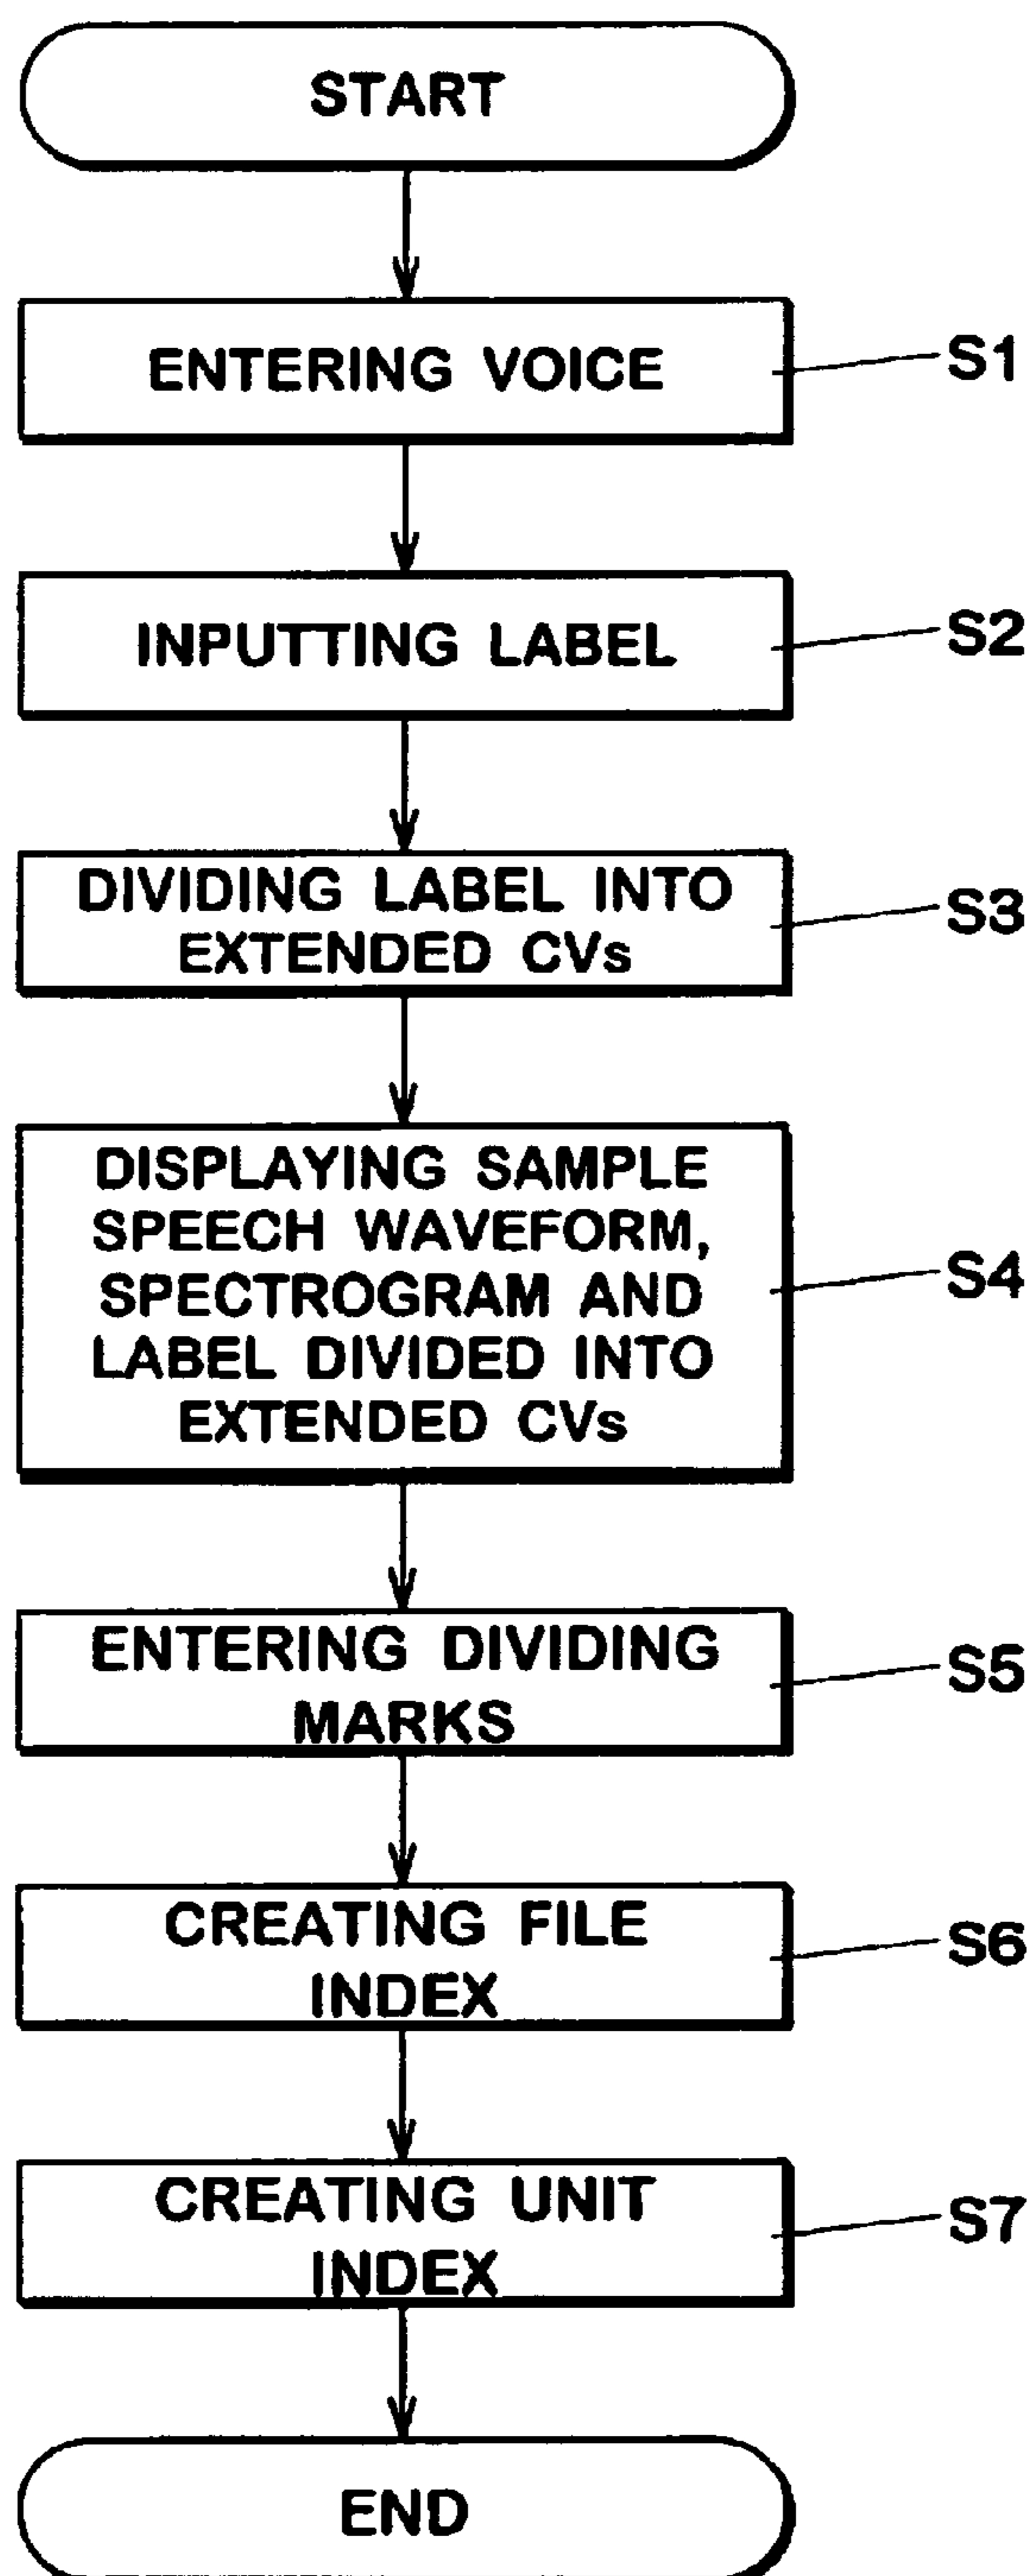 START
ENTERING VOICE
S1
INPUTTING LABEL
S2
DIVIDING LABEL INTO
EXTENDED CVs
S3
DISPLAYING SAMPLE
SPEECH WAVEFORM,
SPECTROGRAM AND
LABEL DIVIDED INTO
EXTENDED CVs
S4
ENTERING DIVIDING
MARKS
S5
CREATING FILE
INDEX
S6
CREATING UNIT
INDEX
S7
END